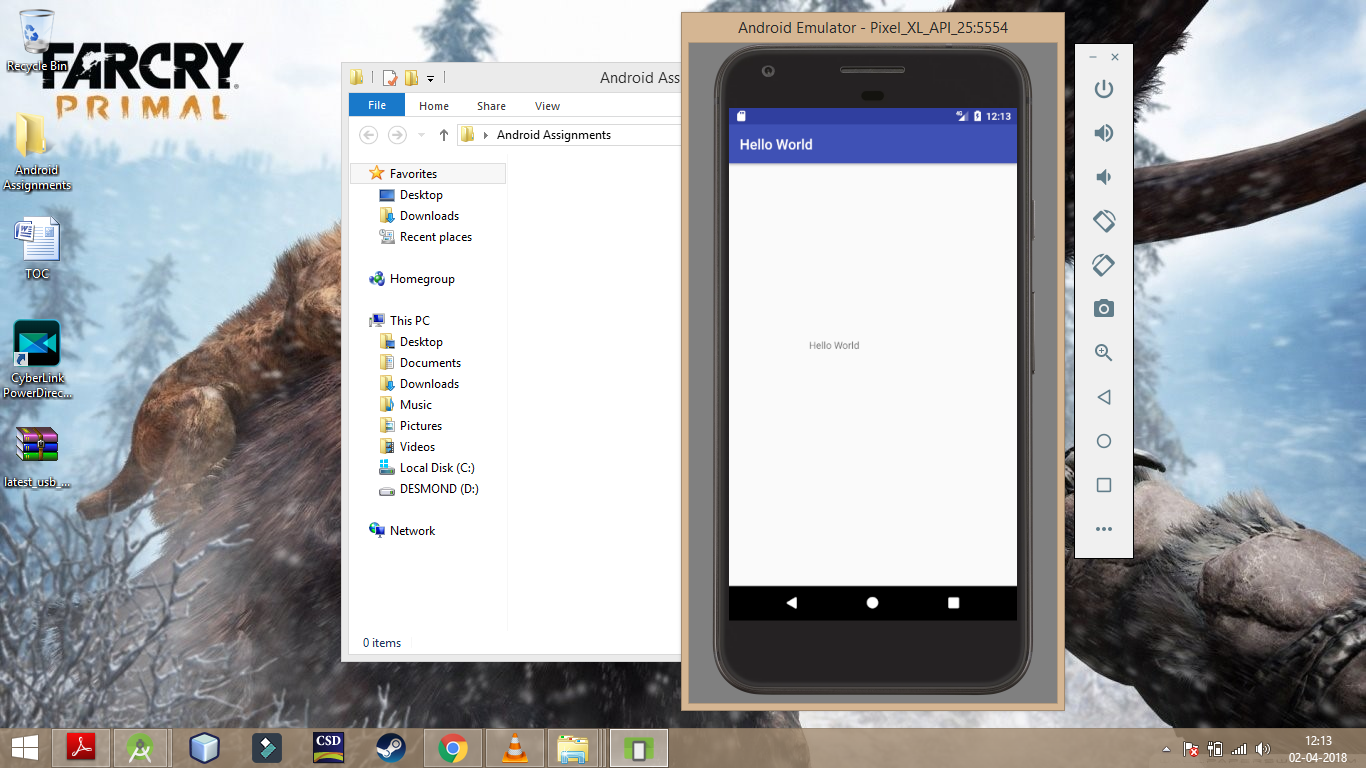 FARCRY
PRIMAL
Recycle Bin
Android
Assignments
TOC
CyberLink
PowerDirec...
latest_usb_...
Android Ass
File
Home
Share
View
Android Assignments
Favorites
Desktop
Downloads
Recent places
Homegroup
This PC
Desktop
Documents
Downloads
Music
Pictures
Videos
Local Disk (C:)
DESMOND (D:)
Network
0 items
Android Emulator - Pixel_XL_API_25:5554
12:13
Hello World
Hello World
CSD
12:13
02-04-2018